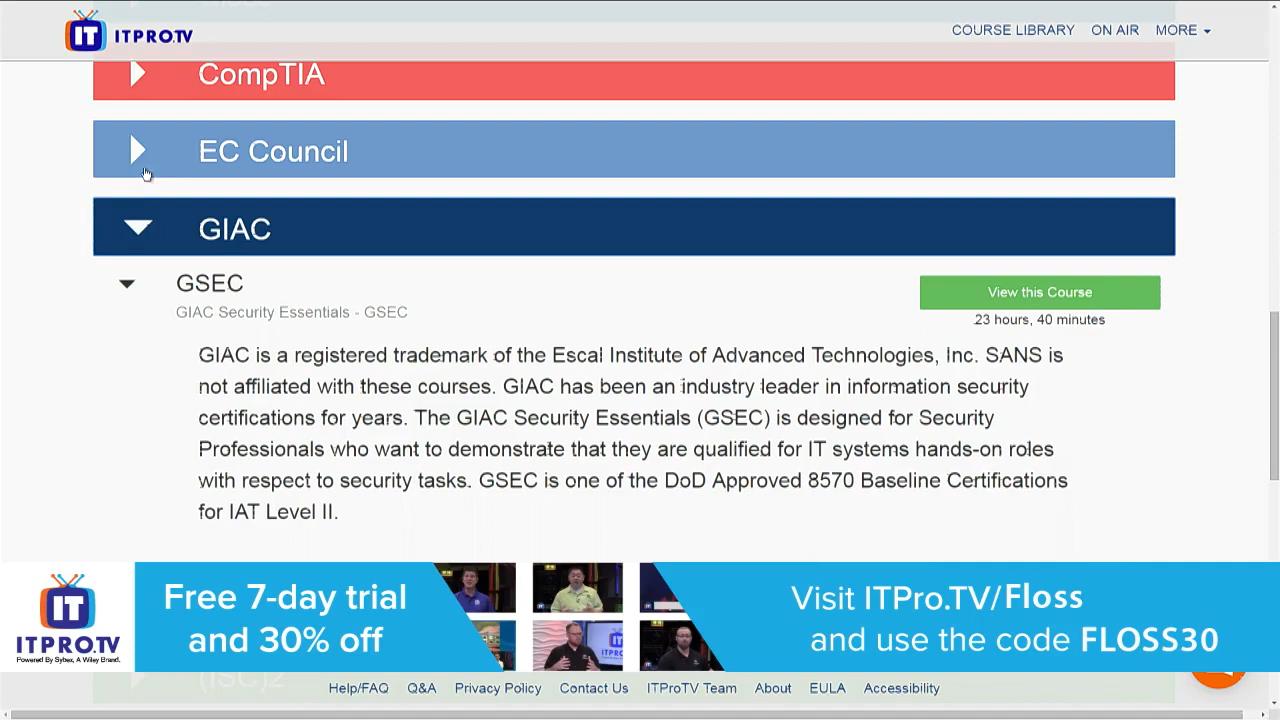 IT
ITPRO.TV
COURSE LIBRARY
ON AIR
MORE
CompTIA
EC Council
GIAC
GSEC
View this Course
GIAC Security Essentials - GSEC
23 hours, 40 minutes
GIAC is a registered trademark of the Escal Institute of Advanced Technologies, Inc. SANS is
not affiliated with these courses. GIAC has been an industry leader in information security
certifications for years. The GIAC Security Essentials (GSEC) is designed for Security
Professionals who want to demonstrate that they are qualified for IT systems hands-on roles
with respect to security tasks. GSEC is one of the DoD Approved 8570 Baseline Certifications
for IAT Level II.
IT
ITPRO.TV
Powered By Sybex, A Wiley Brand.
Free 7-day trial
and 30% off
Visit ITPro.TV/Floss
and use the code FLOSS30
(ISC)2
Help/FAQ
Q&A
Privacy Policy
Contact Us
ITProTV Team
About
EULA
Accessibility